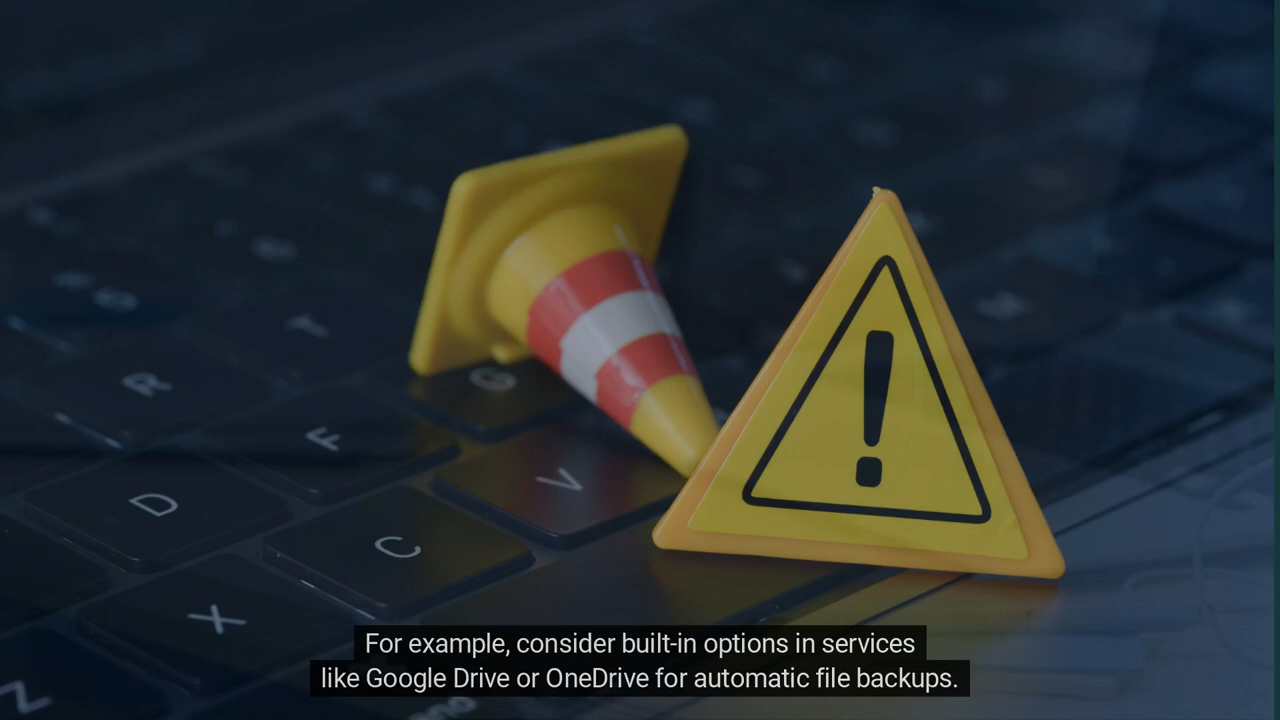 R
T
G
F
D
V
C
X
Z
!
For example, consider built-in options in services
like Google Drive or OneDrive for automatic file backups.